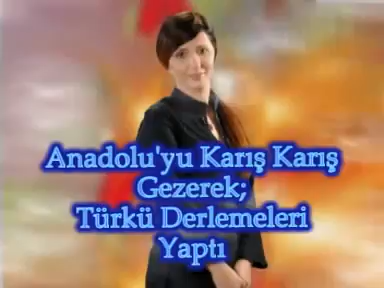 Anadolu'yu Karış Karış
Gezerek;
Türkü Derlemeleri
Yaptı